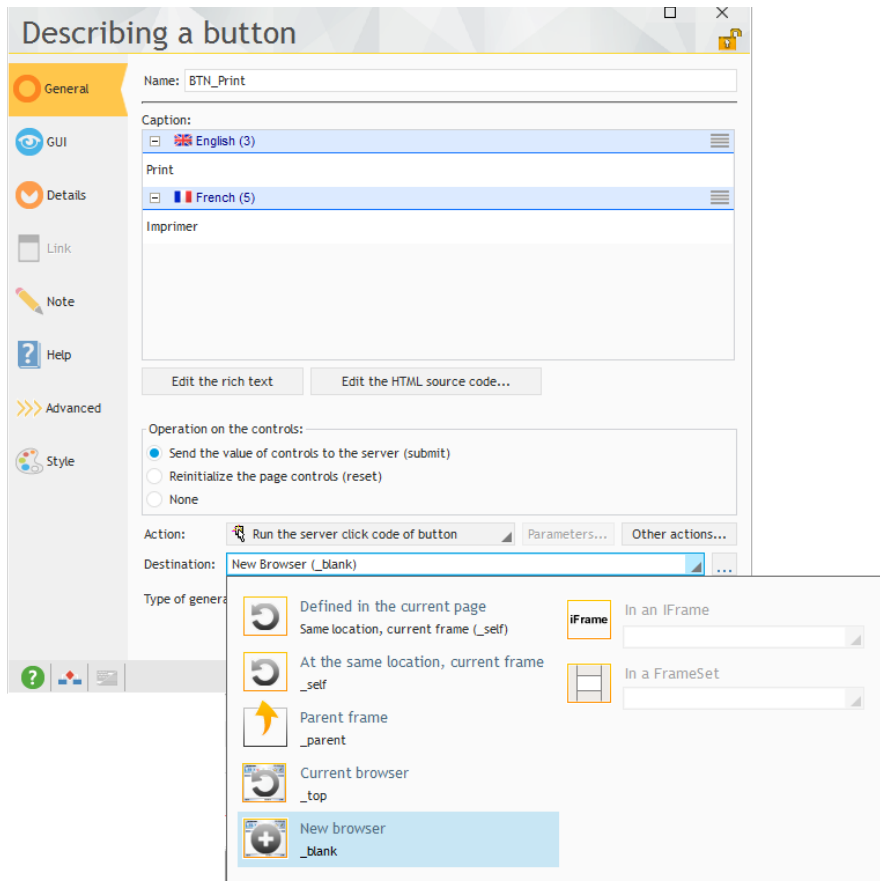 Describing a button
General
GUI
Details
Link
Note
Help
Advanced
Style
Name: BTN_Print
Caption:
English (3)
Print
French (5)
Imprimer
Edit the rich text
Edit the HTML source code...
Operation on the controls:
Send the value of controls to the server (submit)
Reinitialize the page controls (reset)
None
Action: Run the server click code of button Parameters... Other actions...
Destination: New Browser (_blank) ...
Type of genera
Defined in the current page
Same location, current frame (_self)
At the same location, current frame
_self
Parent frame
_parent
Current browser
_top
New browser
_blank
iFrame In an IFrame
In a FrameSet